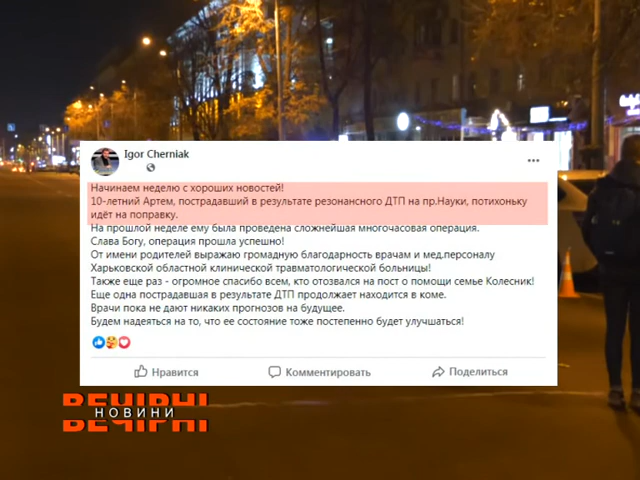 Igor Cherniak
Начинаем неделю с хороших новостей!
10-летний Артем, пострадавший в результате резонансного ДТП на пр.Науки, потихоньку
идёт на поправку.
На прошлой неделе ему была проведена сложнейшая многочасовая операция.
Слава Богу, операция прошла успешно!
От имени родителей выражаю громадную благодарность врачам и мед.персоналу
Харьковской областной клинической травматологической больницы!
Также еще раз - огромное спасибо всем, кто отозвался на пост о помощи семье Колесник!
Еще одна пострадавшая в результате ДТП продолжает находится в коме.
Врачи пока не дают никаких прогнозов на будущее.
Будем надеяться на то, что ее состояние тоже постепенно будет улучшаться!
Нравится Комментировать Поделиться
ВЕЧІРНІ
НОВИНИ
ВЕЧІРНІ